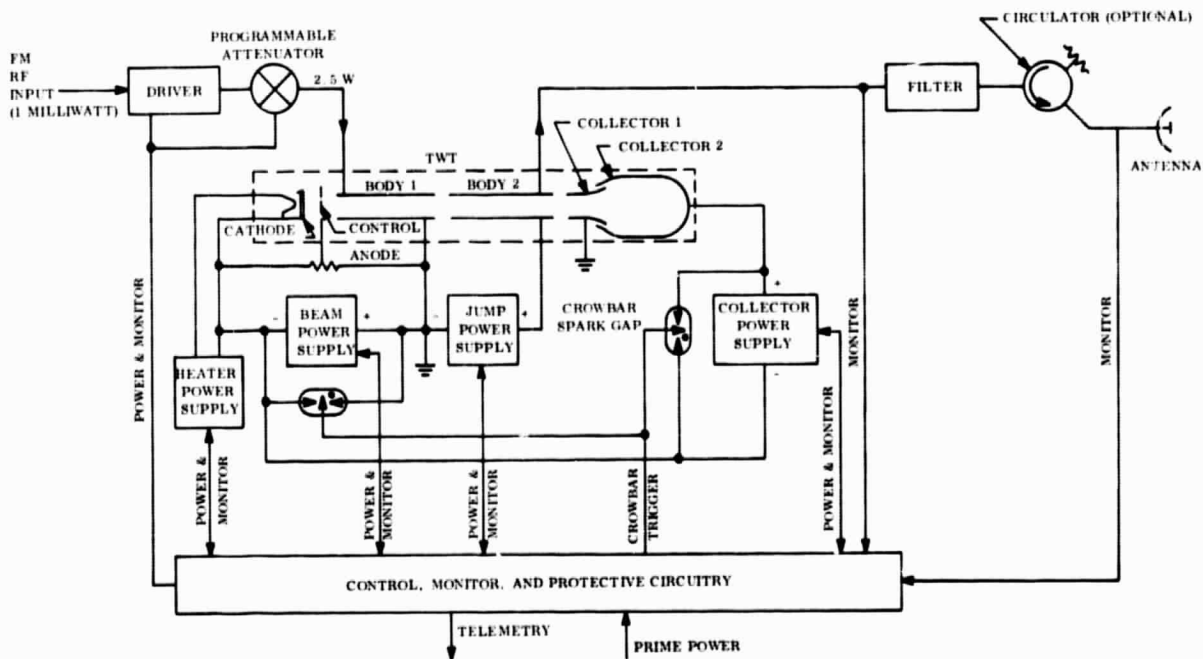 CIRCULATOR (OPTIONAL)
PROGRAMMABLE
ATTENUATOR
FM
RF
INPUT
(1 MILLIWATT)
DRIVER
2.5 W
FILTER
COLLECTOR 1
COLLECTOR 2
ANTENNA
TWT
BODY 1
BODY 2
CATHODE
CONTROL
ANODE
POWER & MONITOR
HEATER
POWER
SUPPLY
-
BEAM
POWER
SUPPLY
+
-
JUMP
POWER
SUPPLY
+
CROWBAR
SPARK GAP
+
COLLECTOR
POWER
SUPPLY
MONITOR
MONITOR
POWER &
MONITOR
POWER &
MONITOR
POWER &
MONITOR
CROWBAR
TRIGGER
POWER & MONITOR
CONTROL, MONITOR, AND PROTECTIVE CIRCUITRY
TELEMETRY
PRIME POWER